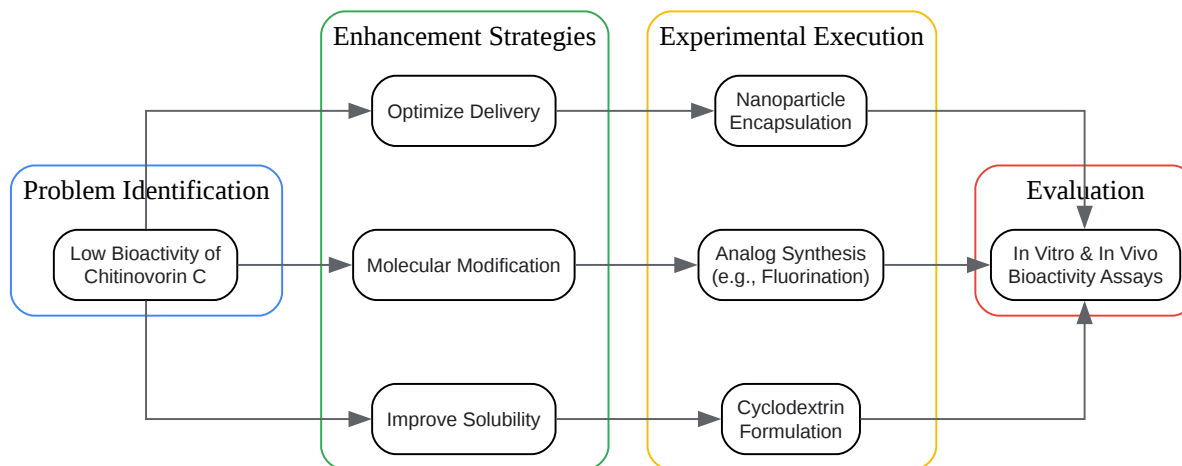 Enhancement Strategies
Experimental Execution
Optimize Delivery
Nanoparticle
Encapsulation
Problem Identification
Evaluation
Low Bioactivity of
Chitinovorin C
Molecular Modification
Analog Synthesis
(e.g., Fluorination)
In Vitro & In Vivo
Bioactivity Assays
Improve Solubility
Cyclodextrin
Formulation